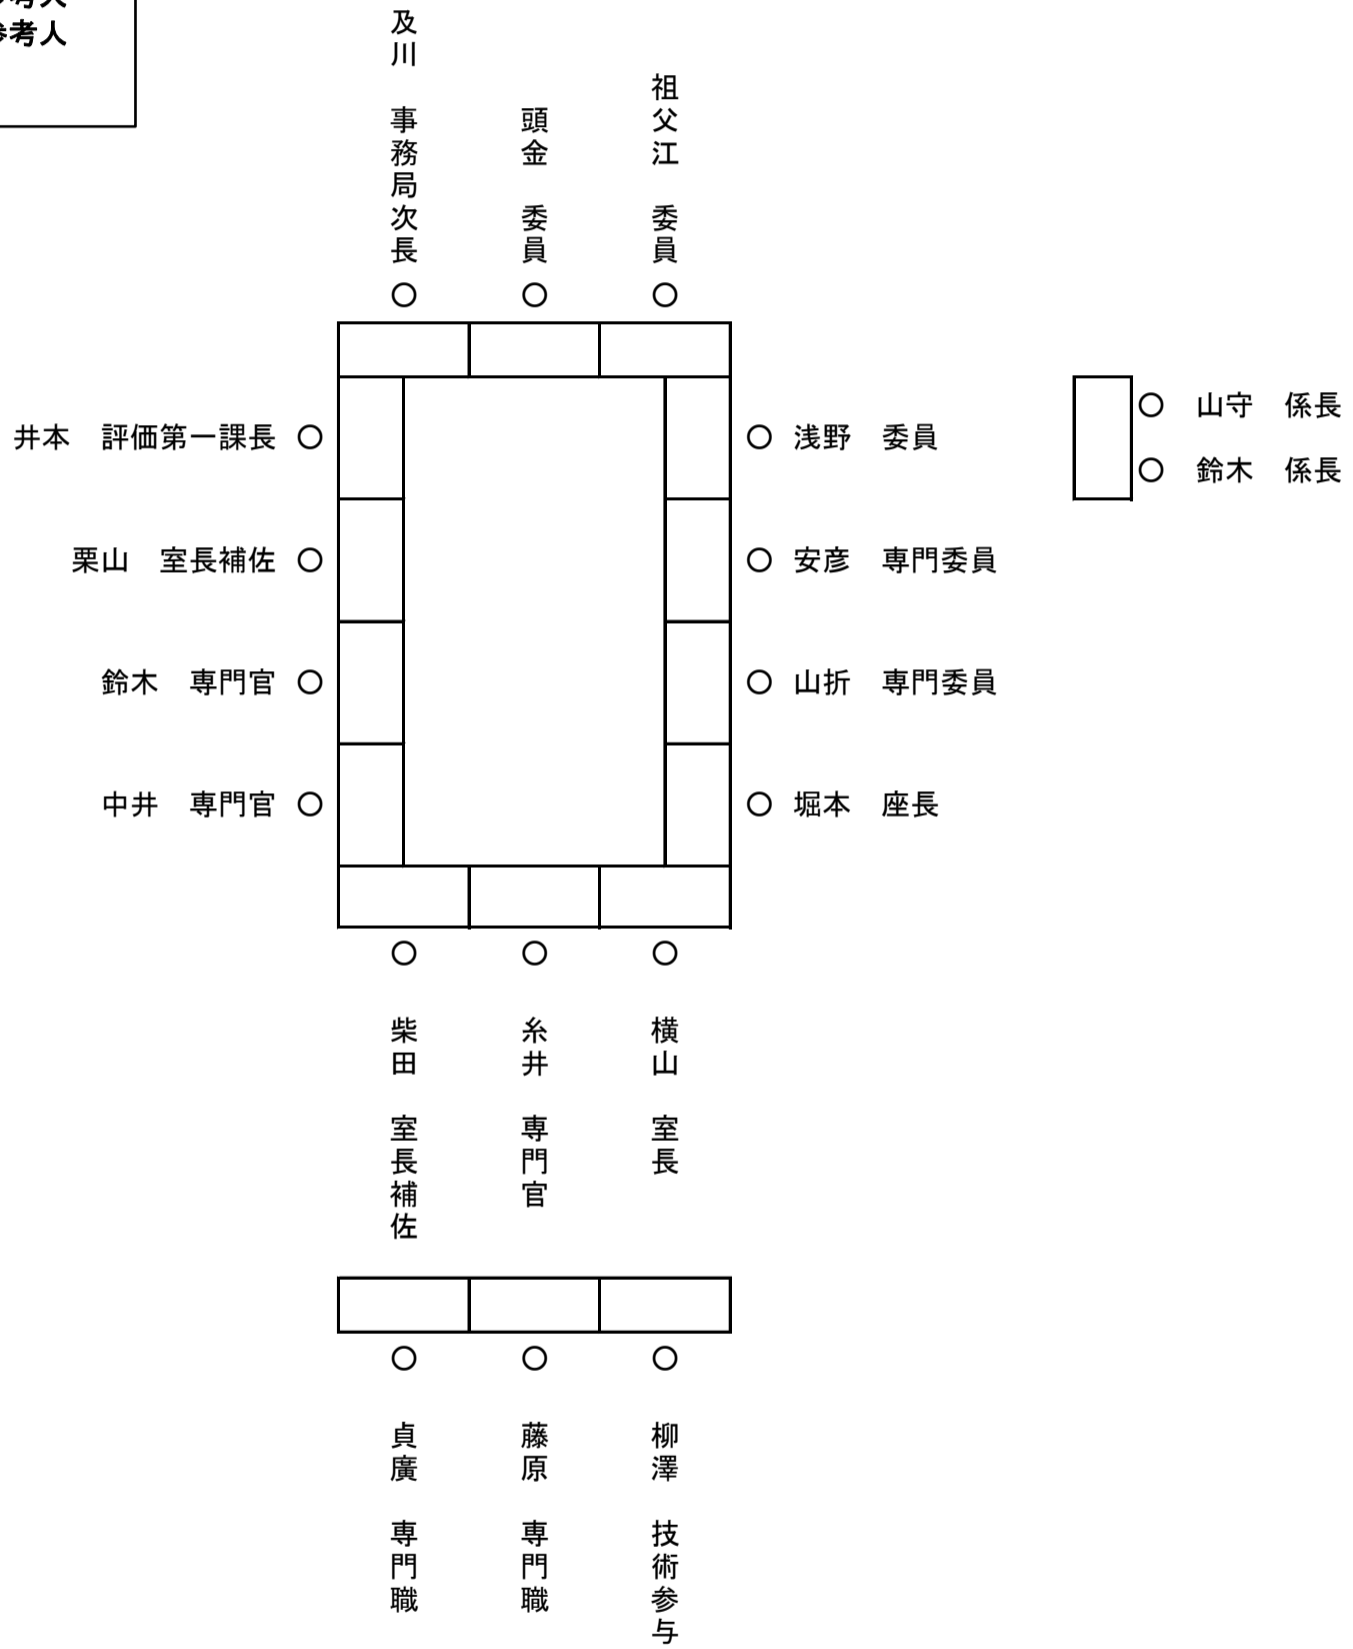 参考人
参考人
及川　事務局次長
頭金　委員
祖父江　委員
井本　評価第一課長
浅野　委員
山守　係長
鈴木　係長
栗山　室長補佐
安彦　専門委員
鈴木　専門官
山折　専門委員
中井　専門官
堀本　座長
柴田　室長補佐
糸井　専門官
横山　室長
貞廣　専門職
藤原　専門職
柳澤　技術参与